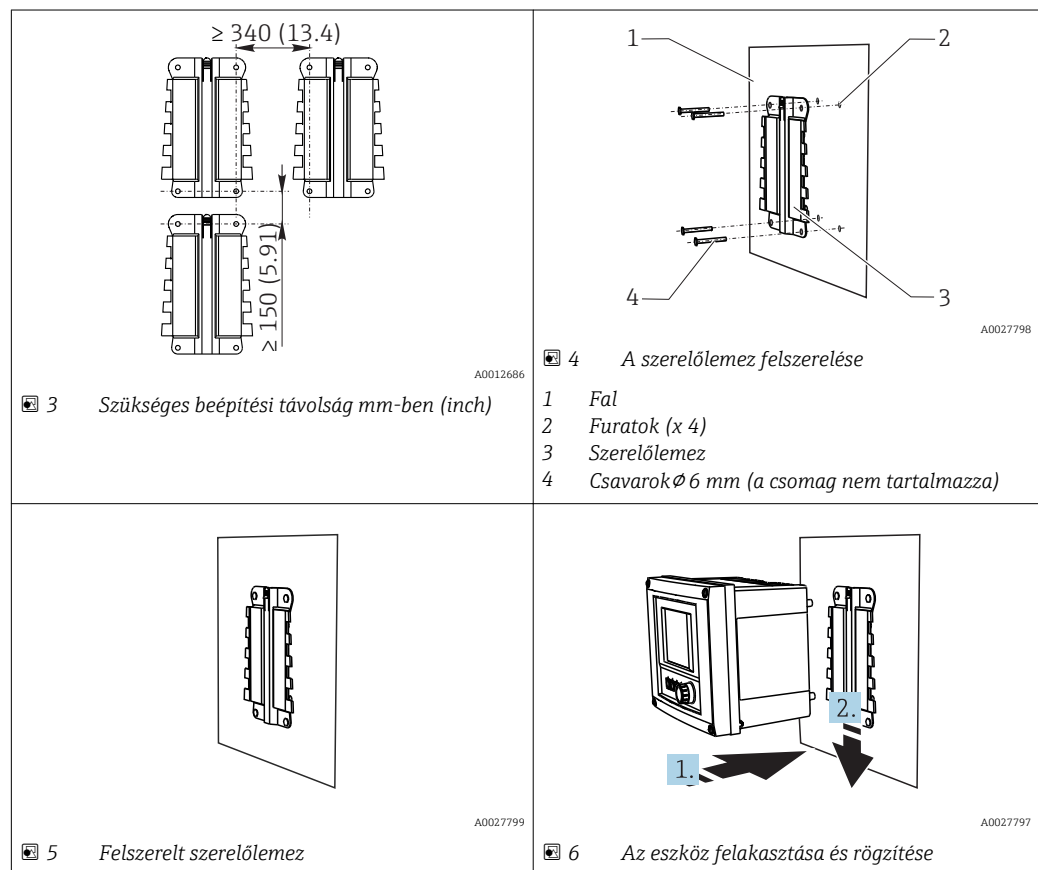 ≥ 340 (13.4)
≥ 150 (5.91)
A0012686
3 Szükséges beépítési távolság mm-ben (inch)
1
2
4
3
A0027798
4 A szerelőlemez felszerelése
1 Fal
2 Furatok (x 4)
3 Szerelőlemez
4 Csavarok⌀ 6 mm (a csomag nem tartalmazza)
A0027799
5 Felszerelt szerelőlemez
2.
1.
A0027797
6 Az eszköz felakasztása és rögzítése